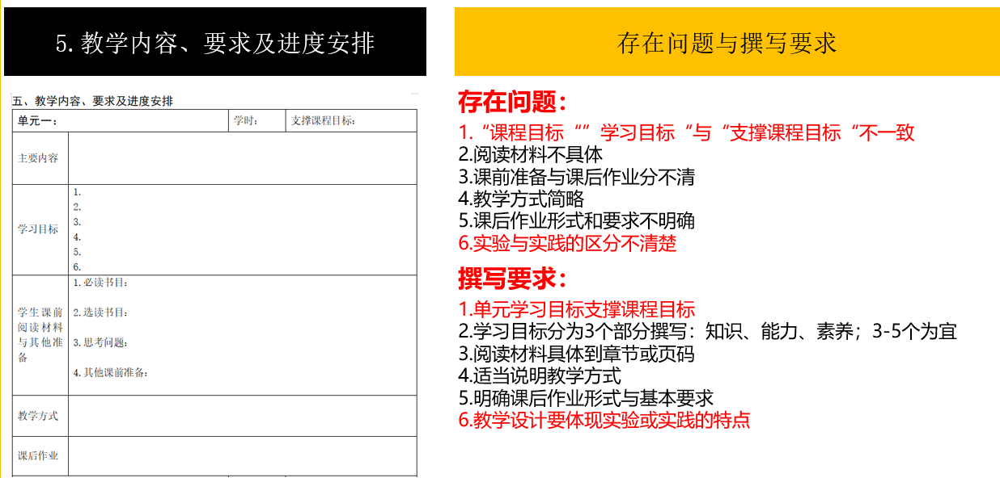 5.教学内容、要求及进度安排
五、教学内容、要求及进度安排
单元一：
学时：
支撑课程目标：
主要内容
学习目标
1.
2.
3.
4.
5.
6.
学生课前
阅读材料
与其他准
备
1.必读书目：
2.选读书目：
3.思考问题：
4.其他课前准备：
教学方式
课后作业
存在问题与撰写要求
存在问题：
1.“课程目标““学习目标“与“支撑课程目标“不一致
2.阅读材料不具体
3.课前准备与课后作业分不清
4.教学方式简略
5.课后作业形式和要求不明确
6.实验与实践的区分不清楚
撰写要求：
1.单元学习目标支撑课程目标
2.学习目标分为3个部分撰写：知识、能力、素养；3-5个为宜
3.阅读材料具体到章节或页码
4.适当说明教学方式
5.明确课后作业形式与基本要求
6.教学设计要体现实验或实践的特点